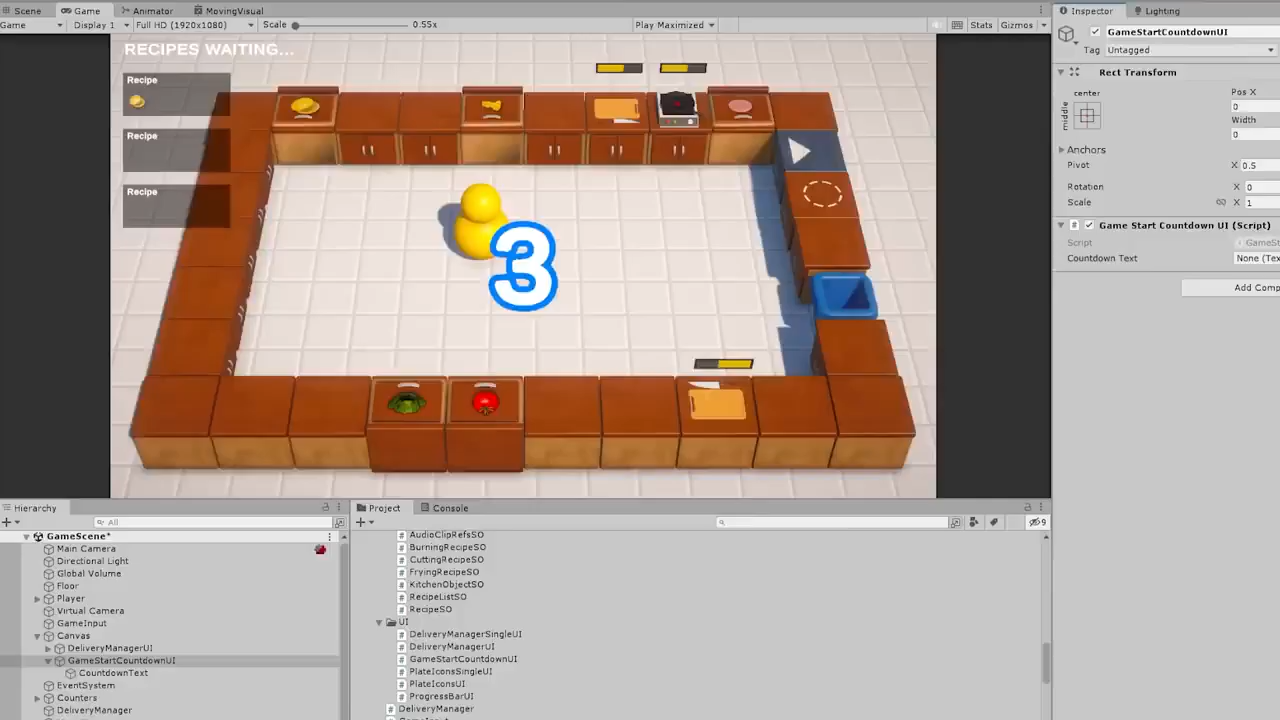 Scene
Game
Animator
MovingVisual
Game
Display 1
Full HD (1920x1080)
Scale
0.55x
Play Maximized
Stats
Gizmos
RECIPES WAITING...
Recipe
Recipe
Recipe
3
Inspector
Lighting
GameStartCountdownUI
Tag
Untagged
Rect Transform
center
middle
Pos X
0
Width
0
Anchors
Pivot
X 0.5
Rotation
X 0
Scale
X 1
# Game Start Countdown UI (Script)
Script
GameSt
Countdown Text
None (Tex
Add Comp
Hierarchy
All
GameScene*
Main Camera
Directional Light
Global Volume
Floor
Player
Virtual Camera
GameInput
Canvas
DeliveryManagerUI
GameStartCountdownUI
CountdownText
EventSystem
Counters
DeliveryManager
Project
Console
9
# AudioClipRefsSO
# BurningRecipeSO
# CuttingRecipeSO
# FryingRecipeSO
# KitchenObjectSO
# RecipeListSO
# RecipeSO
UI
# DeliveryManagerSingleUI
# DeliveryManagerUI
# GameStartCountdownUI
# PlateIconsSingleUI
# PlateIconsUI
# ProgressBarUI
# DeliveryManager